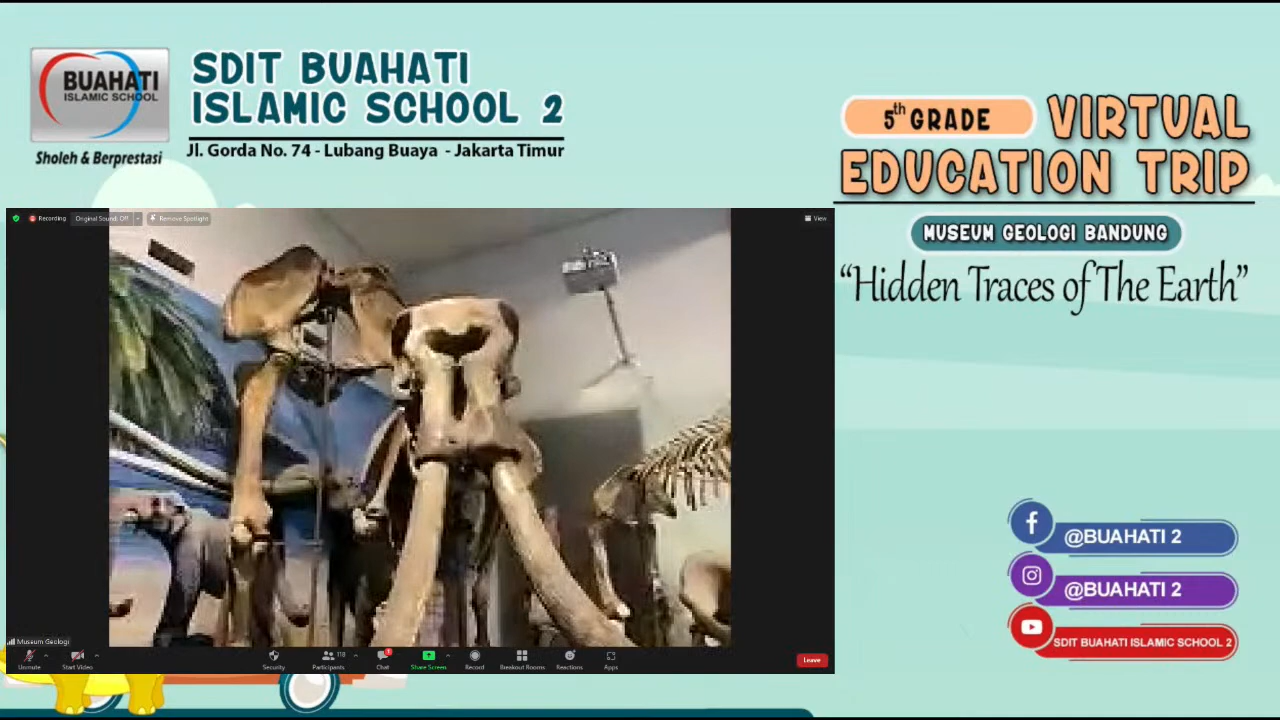 BUAHATI
ISLAMIC SCHOOL
Sholeh & Berprestasi
SDIT BUAHATI
ISLAMIC SCHOOL 2
Jl. Gorda No. 74 - Lubang Buaya - Jakarta Timur
5th GRADE VIRTUAL
EDUCATION TRIP
MUSEUM GEOLOGI BANDUNG
“Hidden Traces of The Earth”
Recording
Original Sound: Off
Remove Spotlight
View
Museum Geologi
Unmute
Start Video
Security
Participants
118
Chat
Share Screen
Record
Breakout Rooms
Reactions
Apps
Leave
@BUAHATI 2
@BUAHATI 2
SDIT BUAHATI ISLAMIC SCHOOL 2